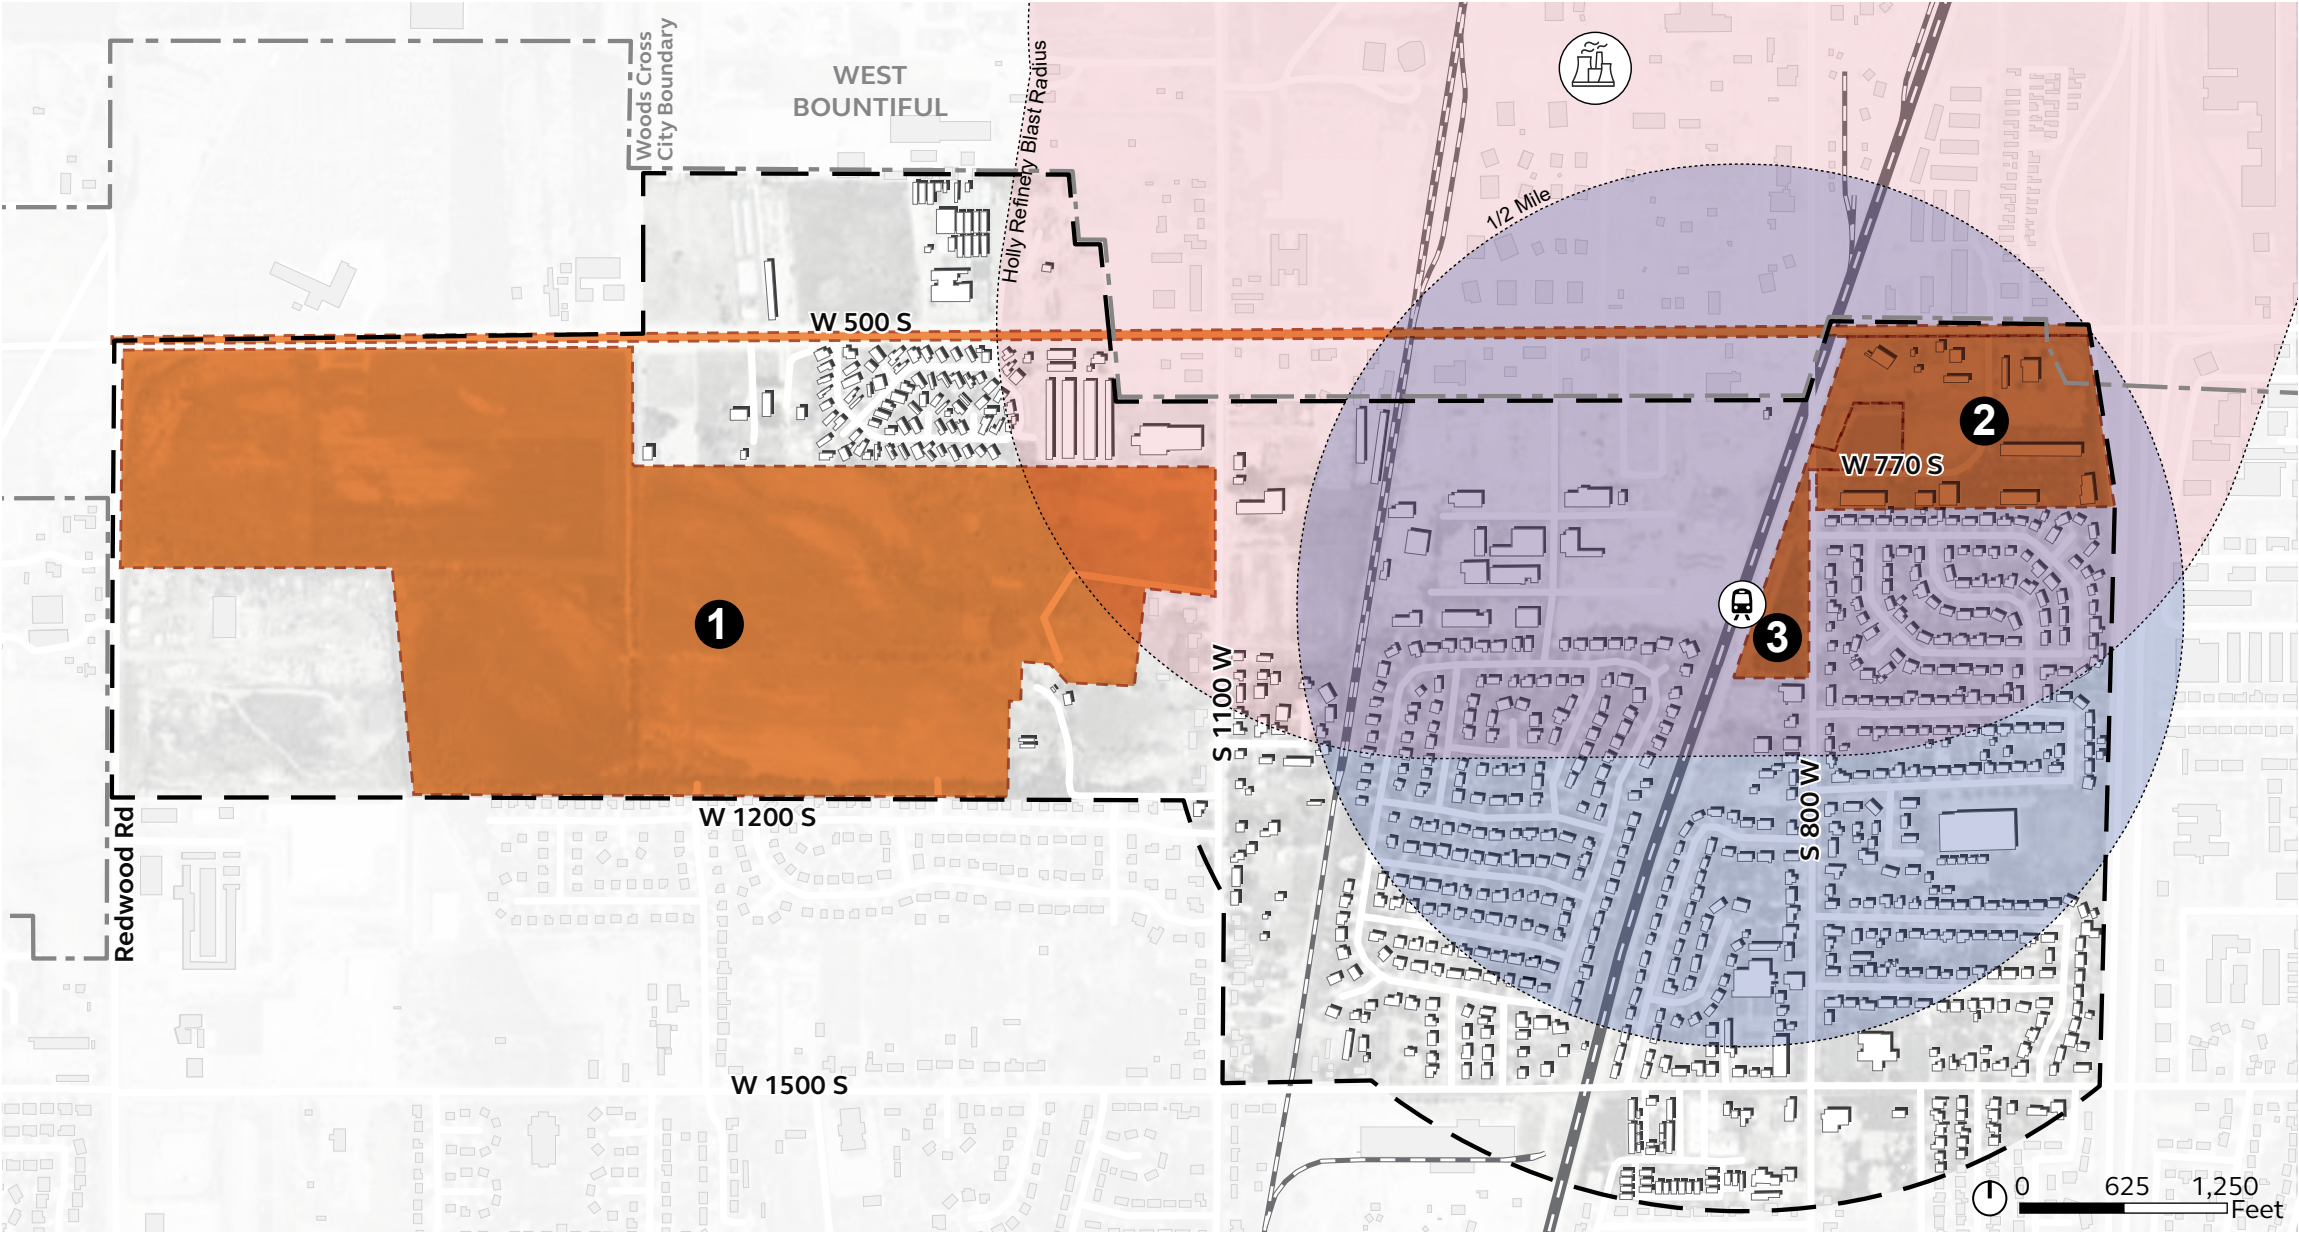 Woods Cross
City Boundary
WEST
BOUNTIFUL
Holly Refinery Blast Radius
1/2 Mile
W 500 S
2
W 770 S
1
3
S 1100 W
W 1200 S
S 800 W
Redwood Rd
W 1500 S
0 625 1,250
Feet